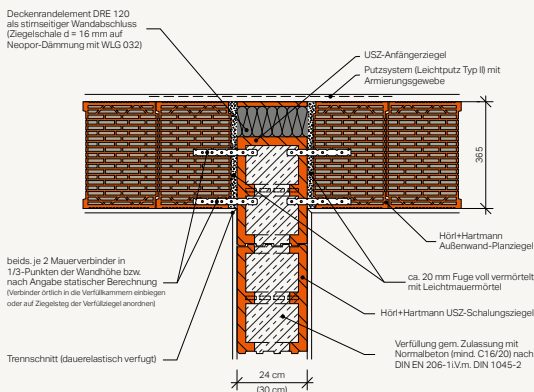 Deckenrandelement DRE 120
als stirnseitiger Wandabschluss
(Ziegelschale d = 16 mm auf
Neopor-Dämmung mit WLG 032)
USZ-Anfängerziegel
Putzsystem (Leichtputz Typ II) mit
Armierungsgewebe
365
Hörl+Hartmann
Außenwand-Planziegel
beids. je 2 Mauerverbinder in
1/3-Punkten der Wandhöhe bzw.
nach Angabe statischer Berechnung
(Verbinder örtlich in die Verfüllkammern einbiegen
oder auf Ziegelsteg der Verfüllziegel anordnen)
ca. 20 mm Fuge voll vermörtelt
mit Leichtmauermörtel
Hörl+Hartmann USZ-Schalungsziegel
Trennschnitt (dauerelastisch verfugt)
Verfüllung gem. Zulassung mit
Normalbeton (mind. C16/20) nach
DIN EN 206-1 i.V.m. DIN 1045-2
24 cm
(30 cm)